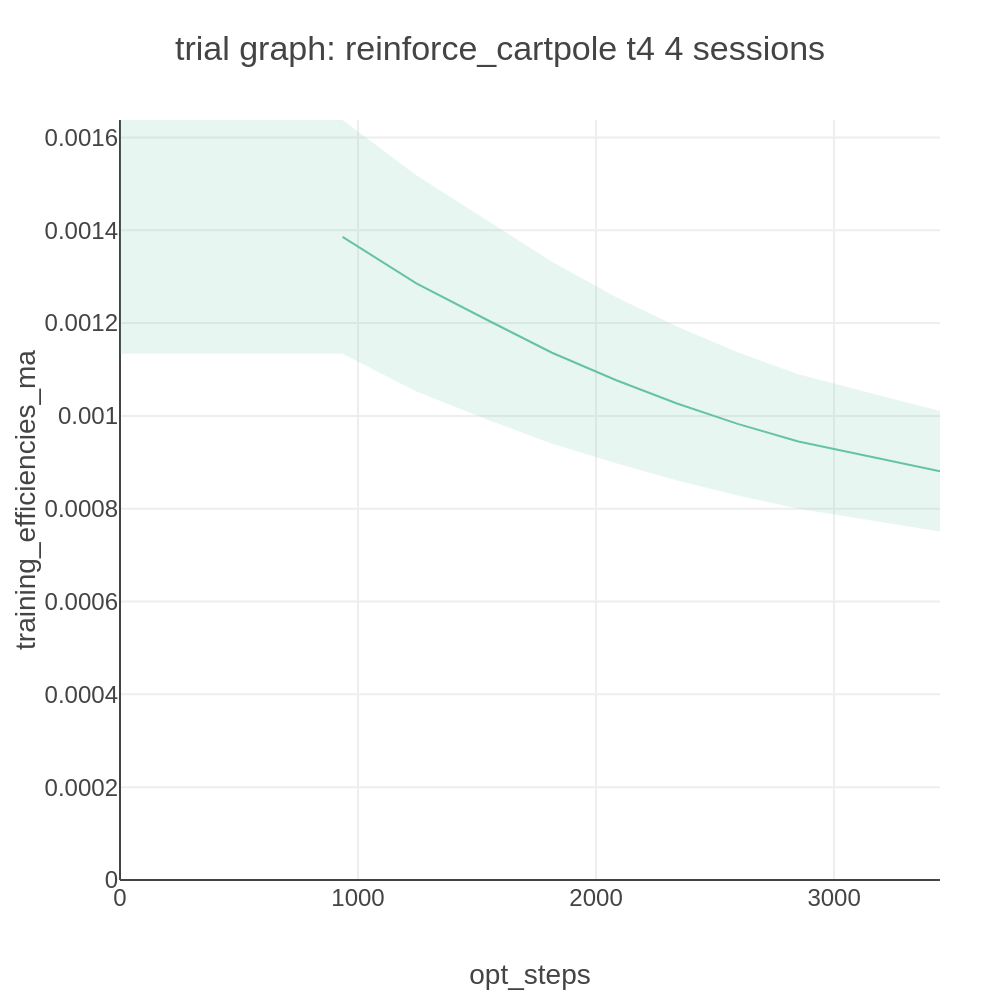 trial graph: reinforce_cartpole t4 4 sessions
training_efficiencies_ma
0.0016
0.0014
0.0012
0.001
0.0008
0.0006
0.0004
0.0002
0
0 1000 2000 3000
opt_steps